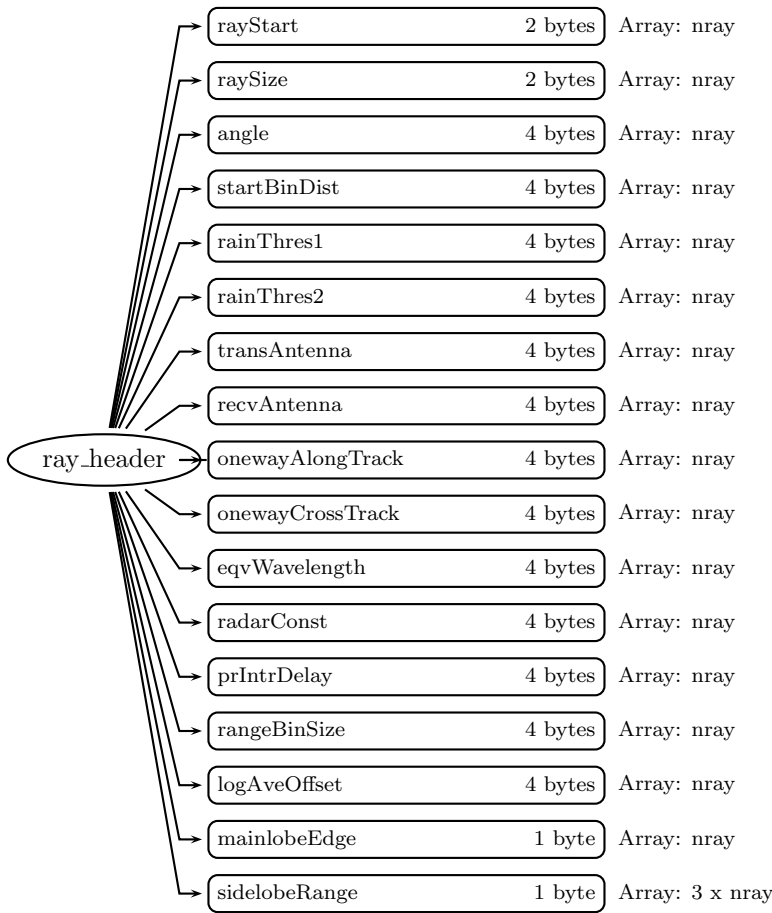 rayStart 2 bytes Array: nray
raySize 2 bytes Array: nray
angle 4 bytes Array: nray
startBinDist 4 bytes Array: nray
rainThres1 4 bytes Array: nray
rainThres2 4 bytes Array: nray
transAntenna 4 bytes Array: nray
recvAntenna 4 bytes Array: nray
ray_header onewayAlongTrack 4 bytes Array: nray
onewayCrossTrack 4 bytes Array: nray
eqvWavelength 4 bytes Array: nray
radarConst 4 bytes Array: nray
prIntrDelay 4 bytes Array: nray
rangeBinSize 4 bytes Array: nray
logAveOffset 4 bytes Array: nray
mainlobeEdge 1 byte Array: nray
sidelobeRange 1 byte Array: 3 x nray